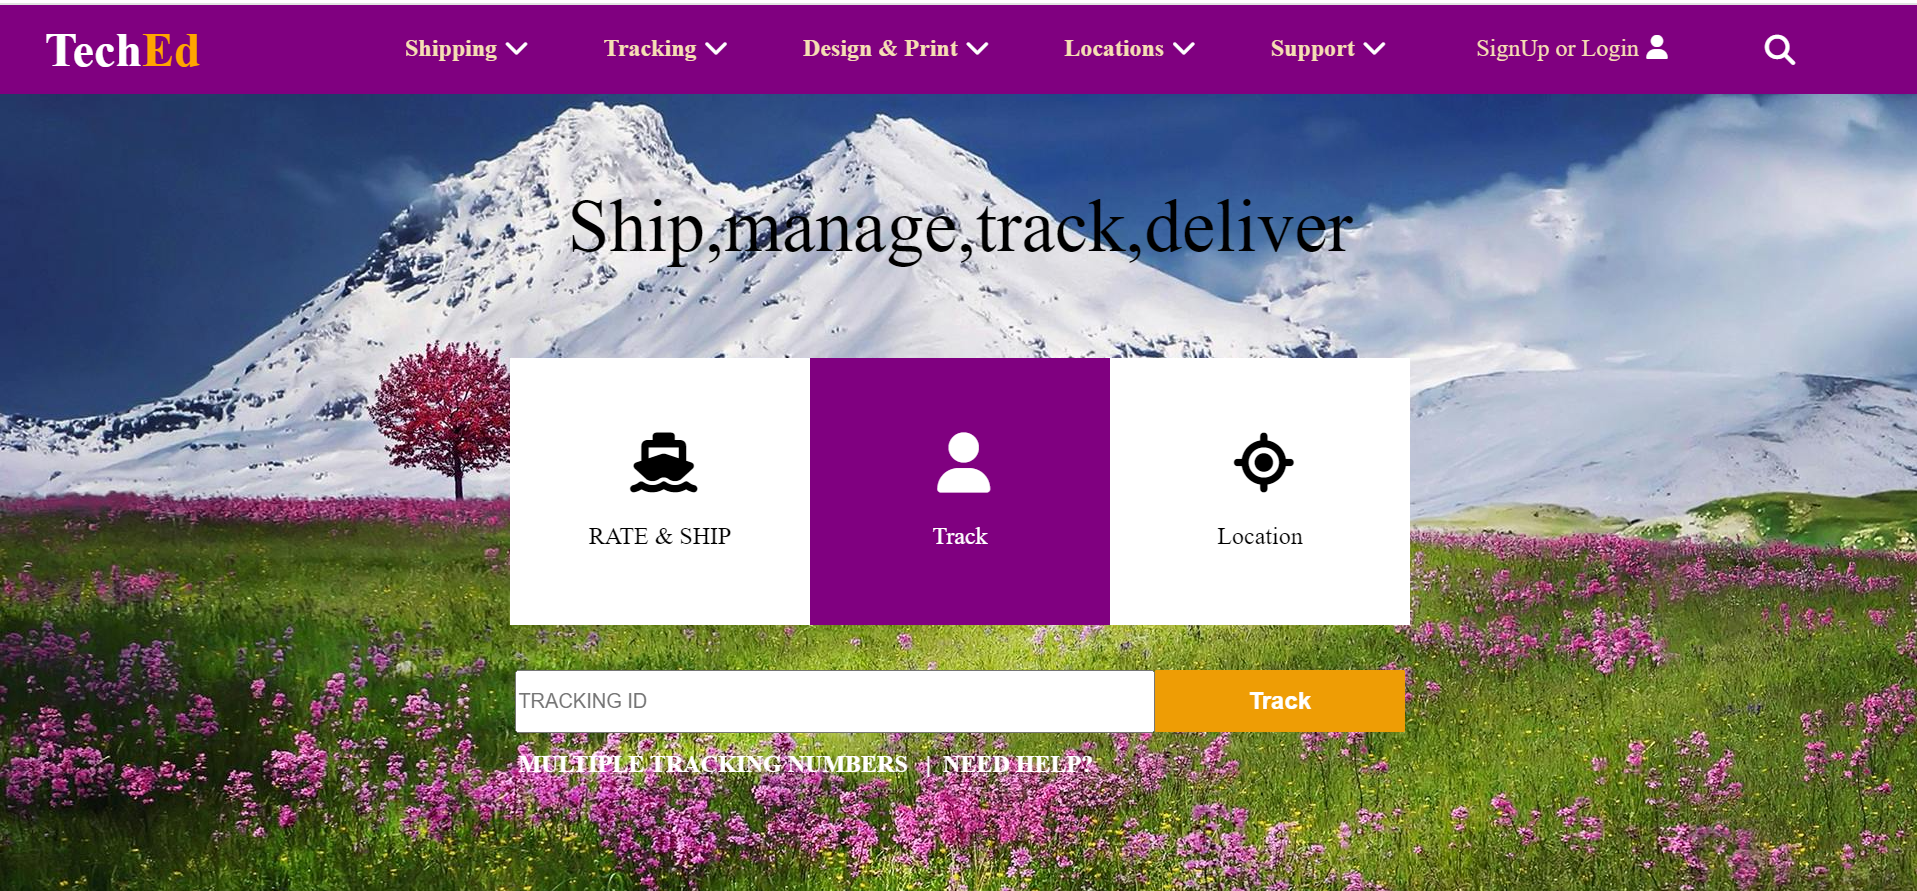 TechEd
Shipping
Tracking
Design & Print
Locations
Support
SignUp or Login
Ship,manage,track,deliver
RATE & SHIP
Track
Location
TRACKING ID
Track
MULTIPLE TRACKING NUMBERS | NEED HELP?